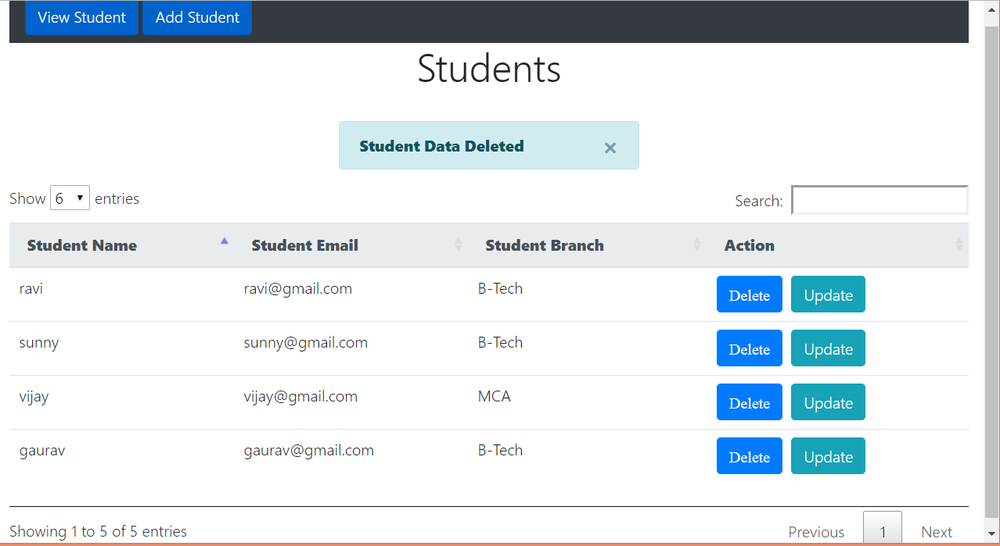 View Student Add Student
Students
Student Data Deleted ×
Show 6 entries Search:
Student Name Student Email Student Branch Action
ravi ravi@gmail.com B-Tech Delete Update
sunny sunny@gmail.com B-Tech Delete Update
vijay vijay@gmail.com MCA Delete Update
gaurav gaurav@gmail.com B-Tech Delete Update
Showing 1 to 5 of 5 entries Previous 1 Next